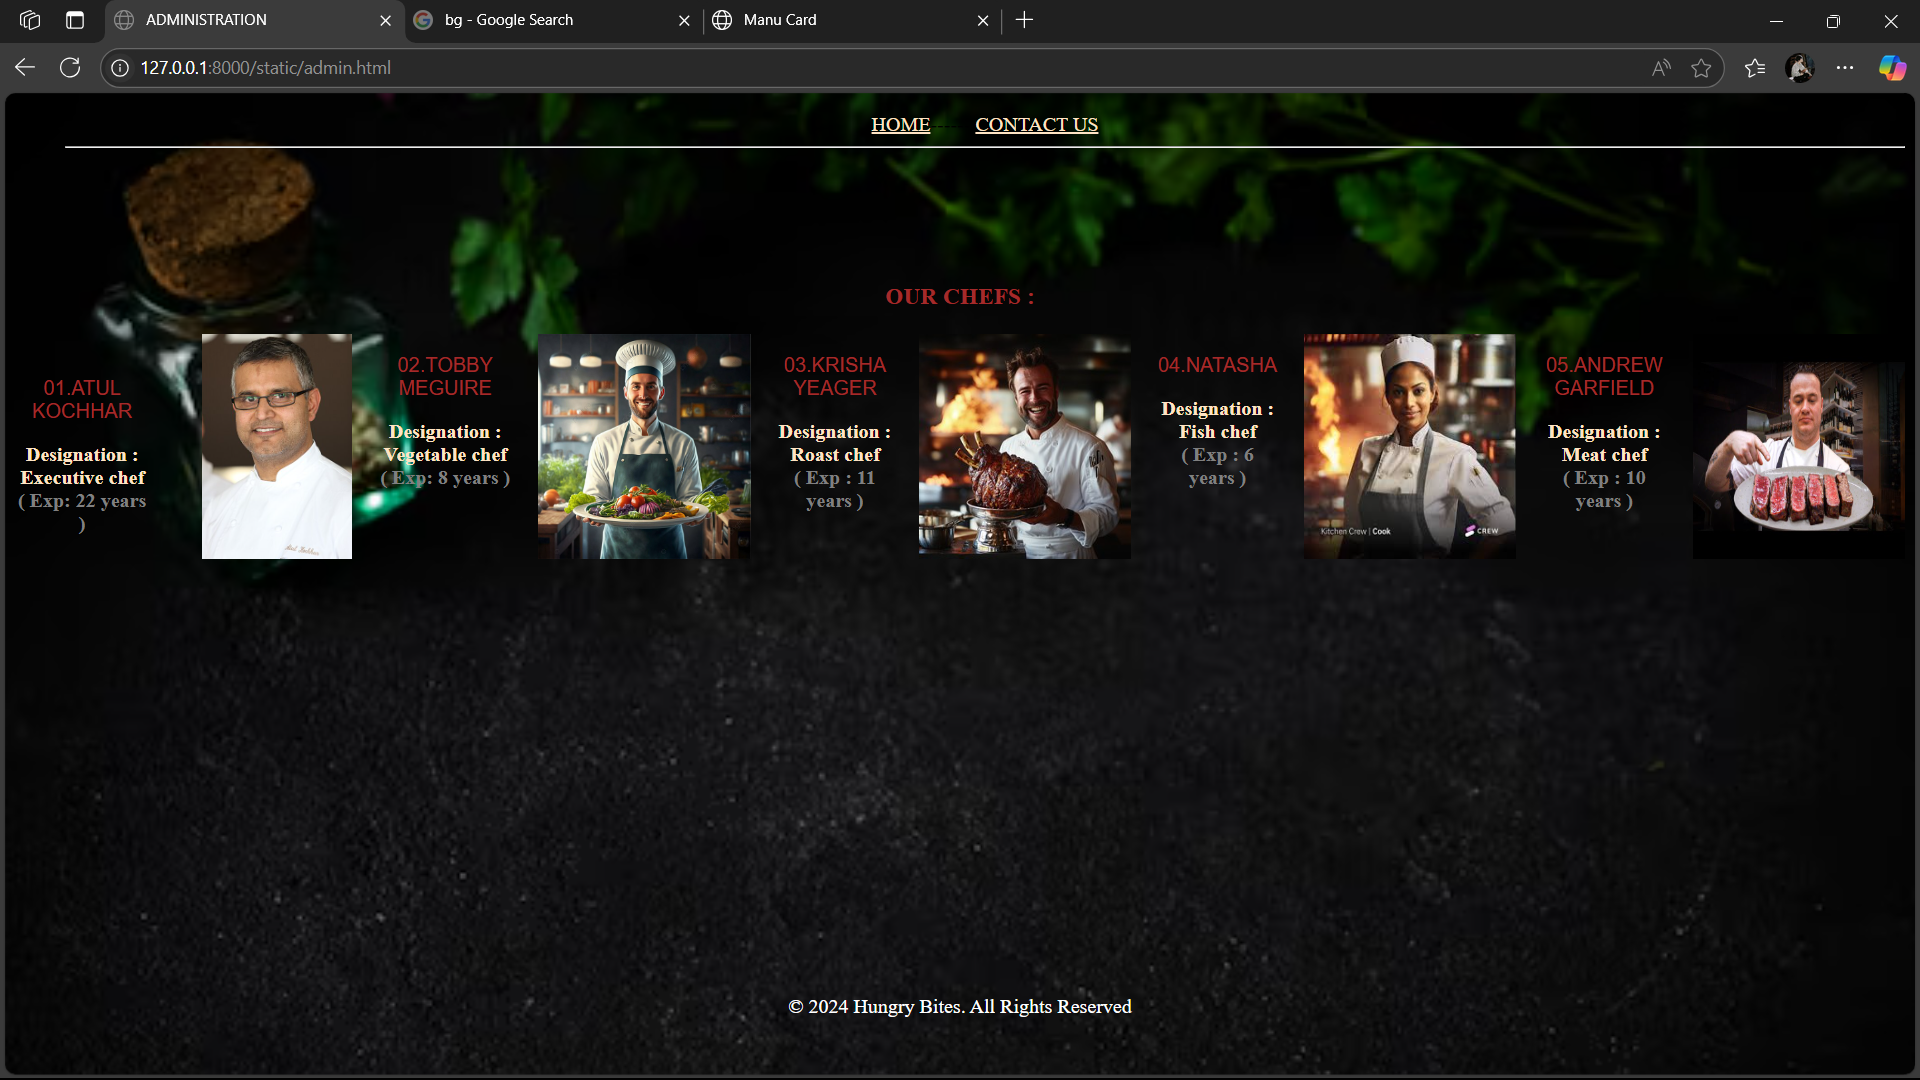 ADMINISTRATION
bg - Google Search
Manu Card
127.0.0.1:8000/static/admin.html
HOME CONTACT US
OUR CHEFS :
01.ATUL
KOCHHAR
Designation :
Executive chef
( Exp: 22 years
)
02.TOBBY
MEGUIRE
Designation :
Vegetable chef
( Exp: 8 years )
03.KRISHA
YEAGER
Designation :
Roast chef
( Exp : 11
years )
04.NATASHA
Designation :
Fish chef
( Exp : 6
years )
Kitchen Crew | Cook
CREW
05.ANDREW
GARFIELD
Designation :
Meat chef
( Exp : 10
years )
© 2024 Hungry Bites. All Rights Reserved